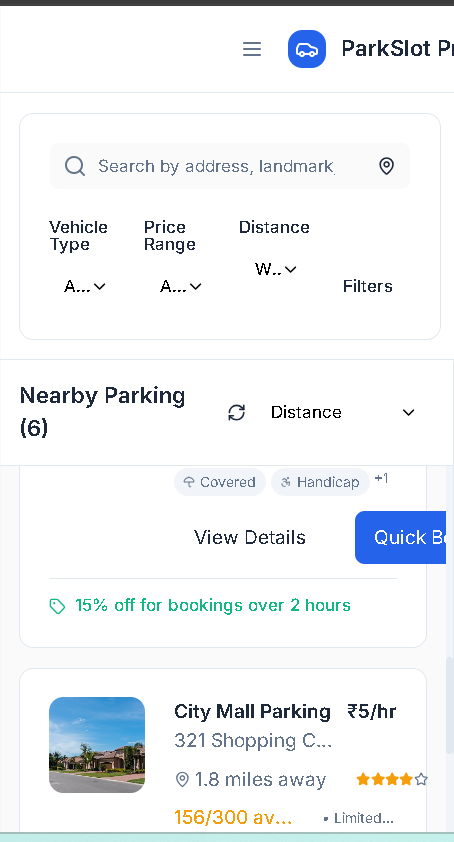 ParkSlot Pr
Search by address, landmark,
Vehicle Type
Price Range
Distance
A...
A...
W..
Filters
Nearby Parking
(6)
Distance
Covered
Handicap
+1
View Details
Quick Bo
15% off for bookings over 2 hours
City Mall Parking ₹5/hr
321 Shopping C...
1.8 miles away
156/300 av... • Limited...